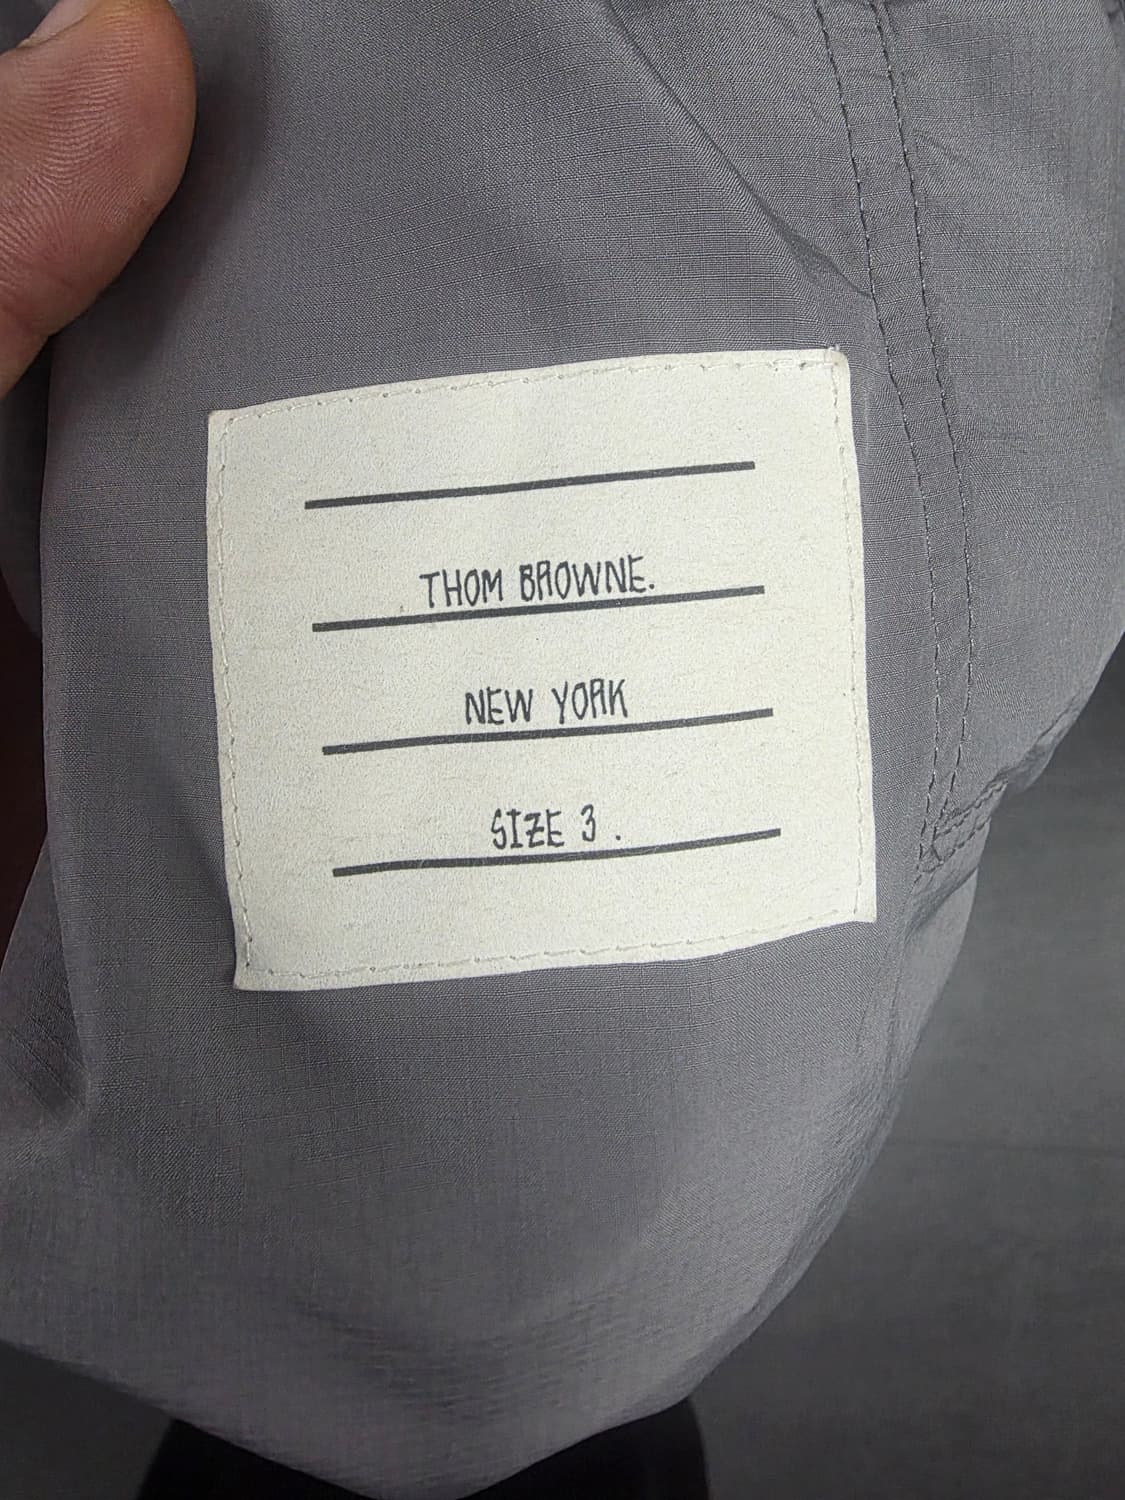 THOM BROWNE.
NEW YORK
SIZE 3 .